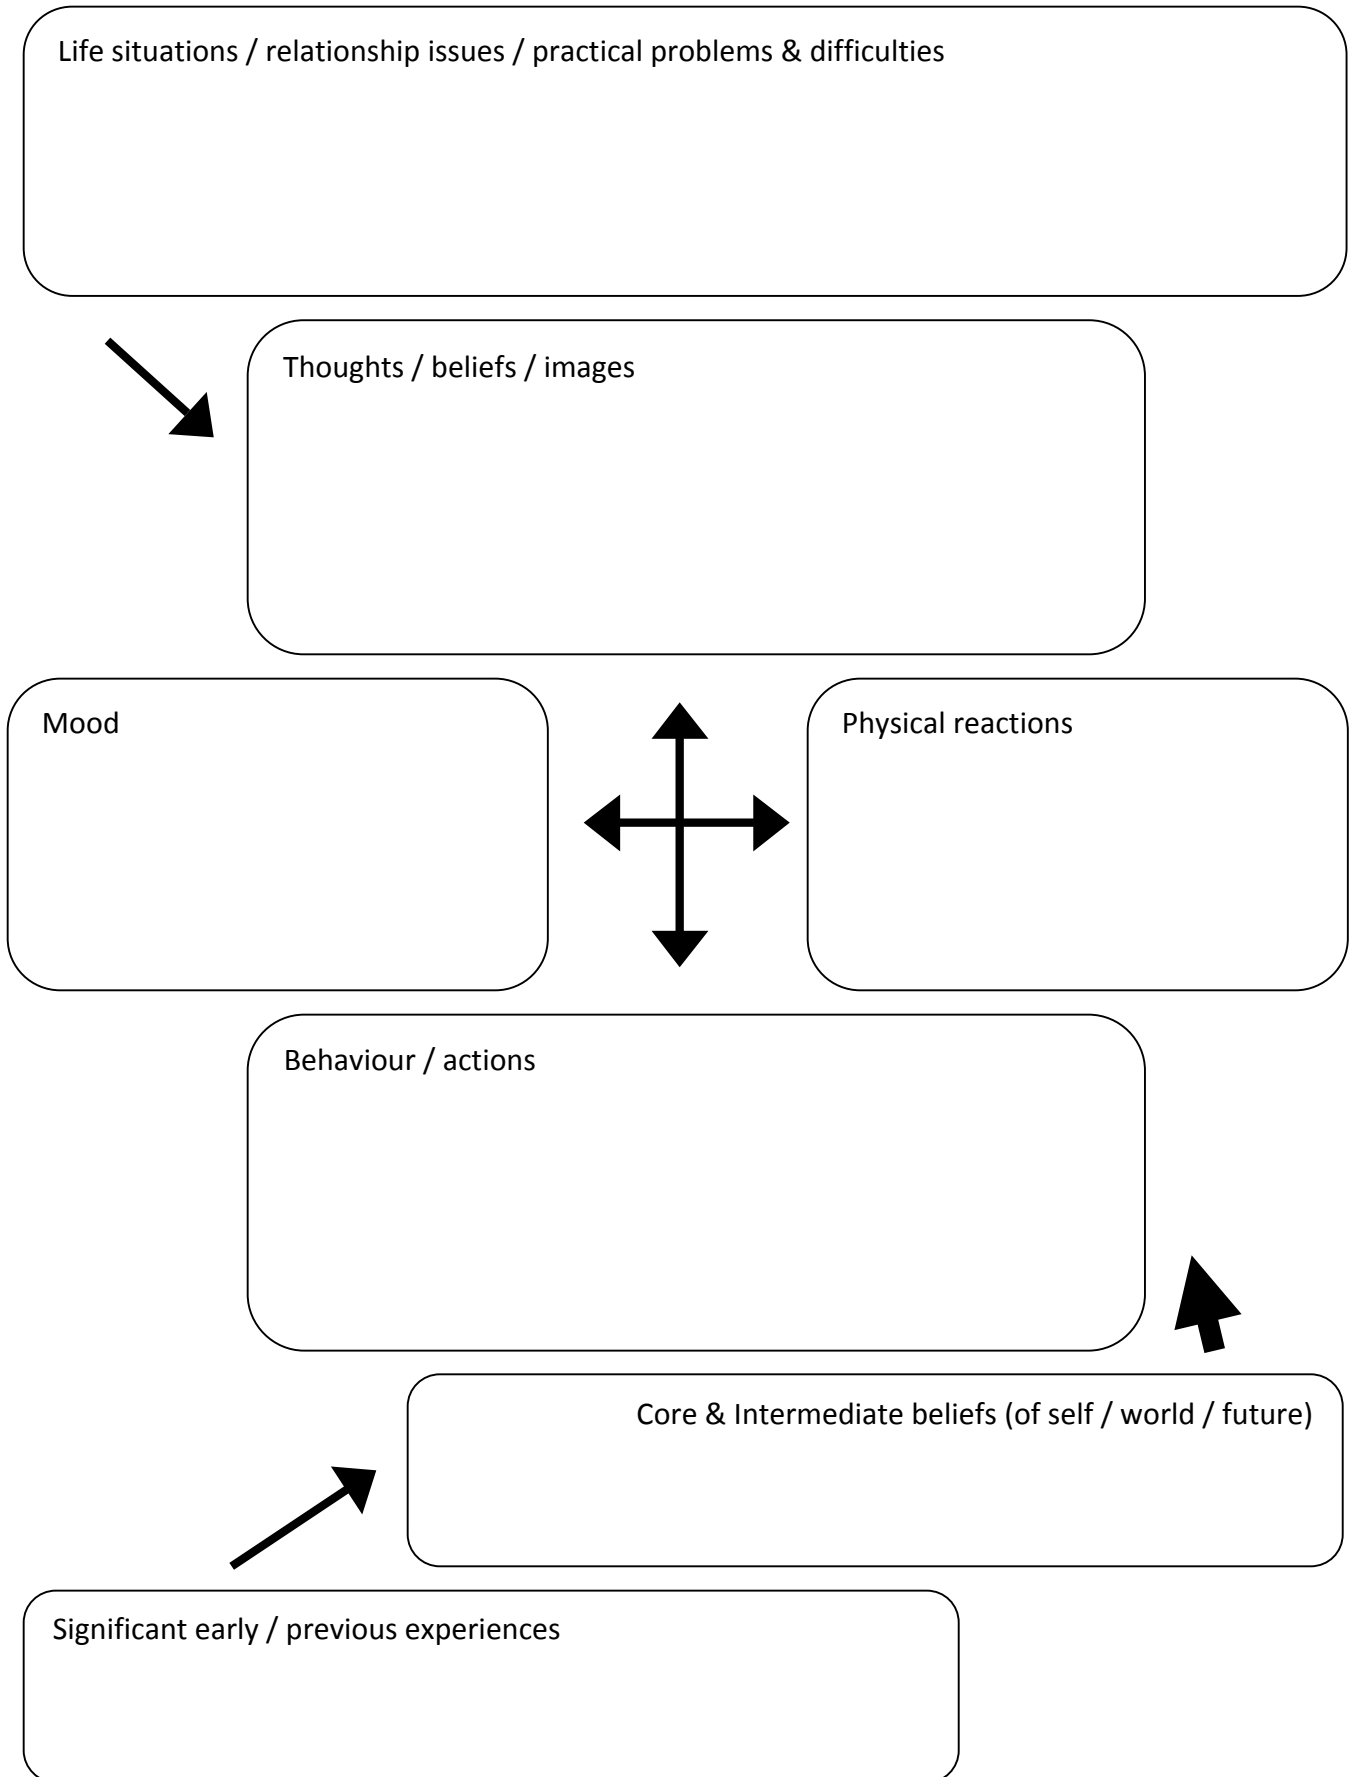 Life situations / relationship issues / practical problems & difficulties
Thoughts / beliefs / images
Mood
Physical reactions
Behaviour / actions
Core & Intermediate beliefs (of self / world / future)
Significant early / previous experiences